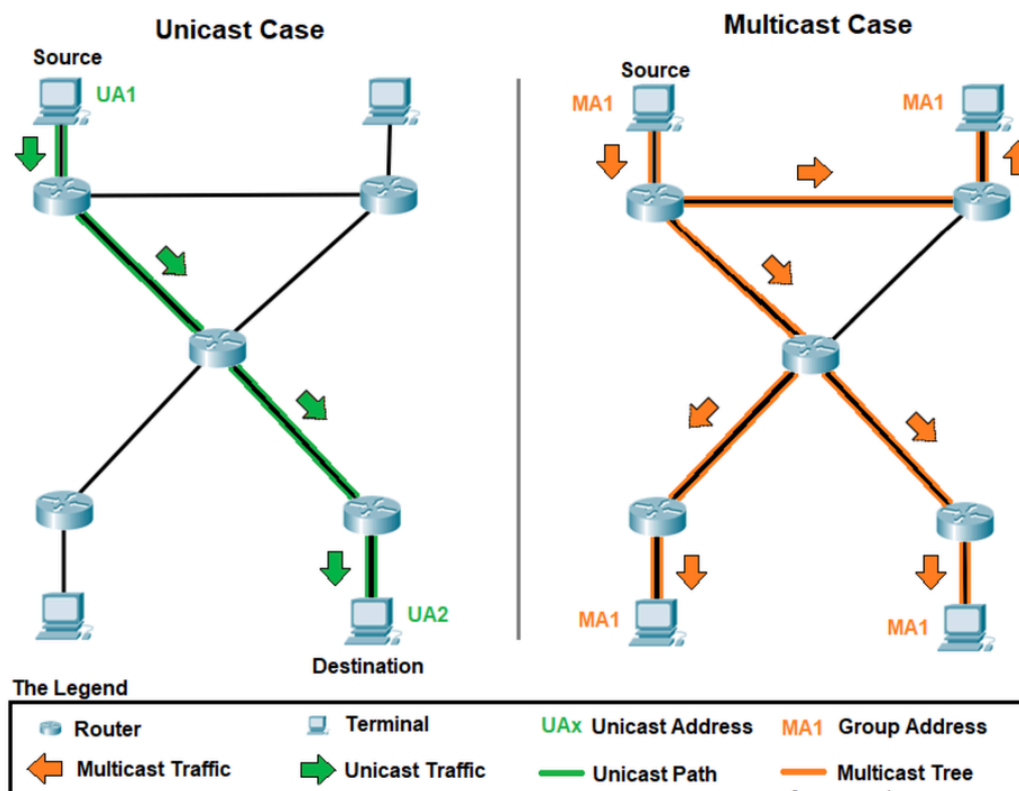 Unicast Case
Multicast Case
Source
UA1
UA2
Destination
Source
MA1
MA1
MA1
MA1
The Legend
Router
Terminal
UAx Unicast Address
MA1 Group Address
Multicast Traffic
Unicast Traffic
Unicast Path
Multicast Tree